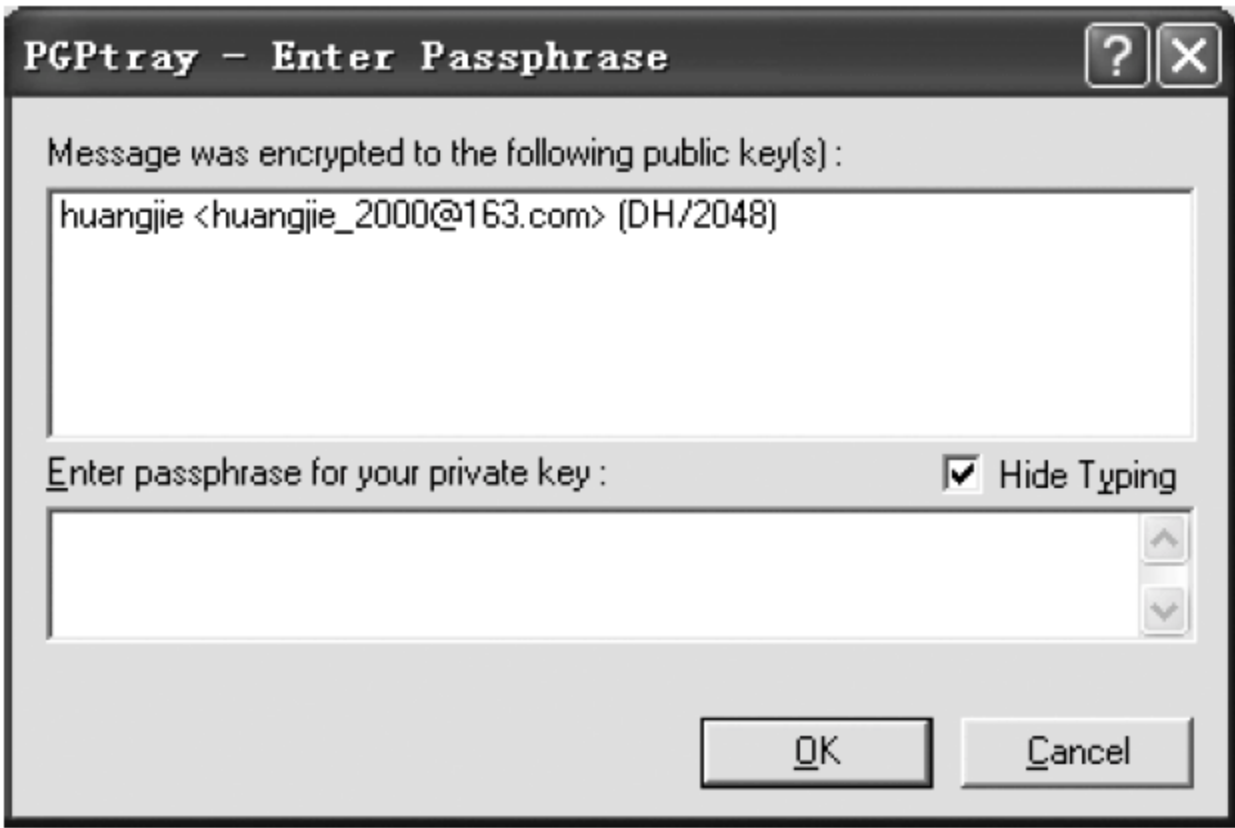 PGPtray - Enter Passphrase
Message was encrypted to the following public key(s) :
huangjie <huangjie_2000@163.com> (DH/2048)
Enter passphrase for your private key :
Hide Typing
OK
Cancel